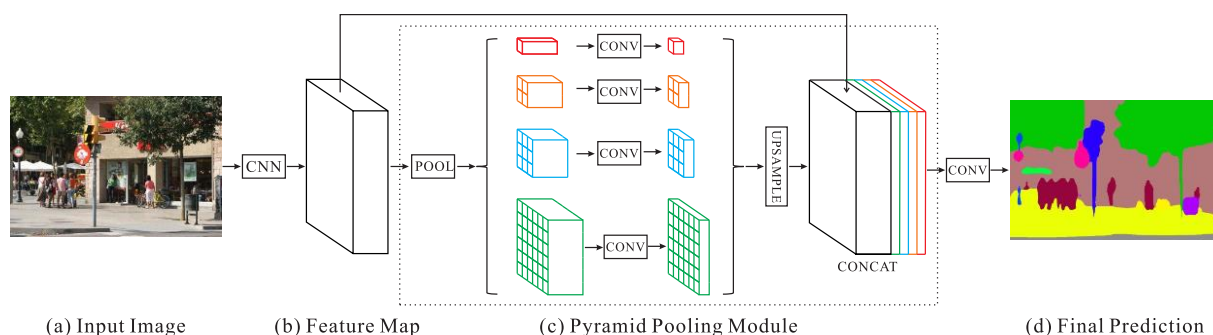 CNN
POOL
CONV
CONV
CONV
CONV
UPSAMPLE
CONCAT
CONV
(a) Input Image
(b) Feature Map
(c) Pyramid Pooling Module
(d) Final Prediction